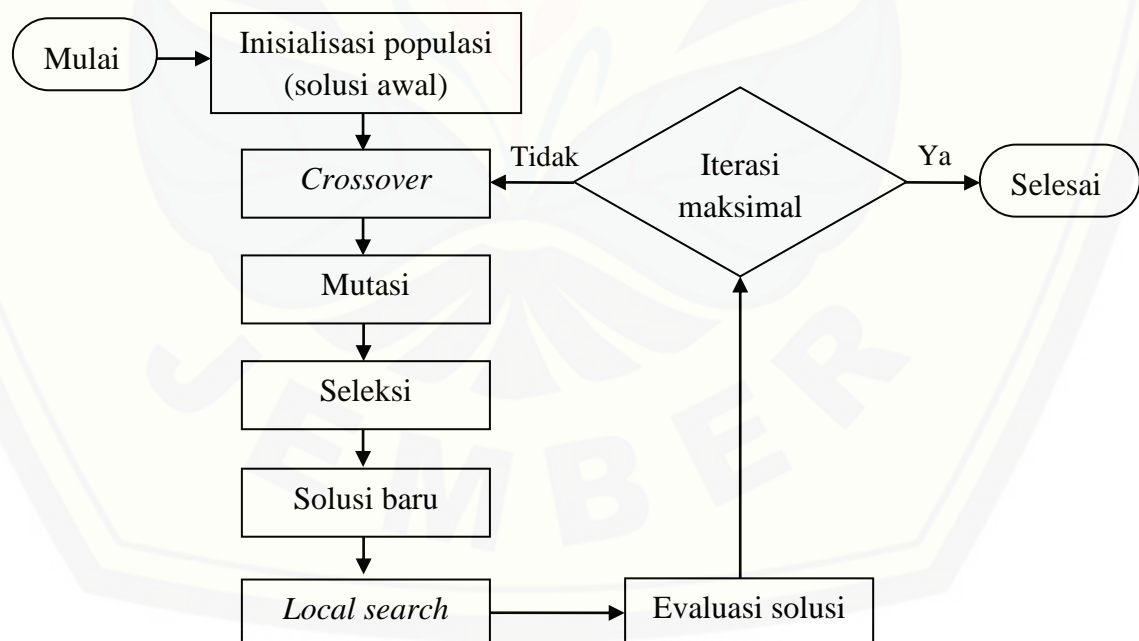 Mulai
Inisialisasi populasi
(solusi awal)
Crossover
Tidak
Iterasi
maksimal
Ya
Selesai
Mutasi
Seleksi
Solusi baru
Local search
Evaluasi solusi
JEMBER